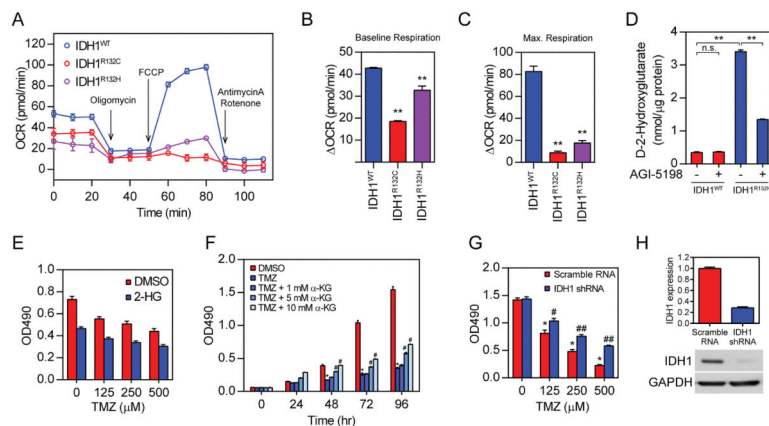 A
OCR (pmol/min)
120
100
80
60
40
20
0
IDH1WT
IDH1R132C
IDH1R132H
Oligomycin
FCCP
AntimycinA
Rotenone
0 20 40 60 80 100
Time (min)
B
Baseline Respiration
ΔOCR (pmol/min)
50
40
30
20
10
0
**
**
IDH1WT
IDH1R132C
IDH1R132H
C
Max. Respiration
ΔOCR (pmol/min)
100
80
60
40
20
0
**
**
IDH1WT
IDH1R132C
IDH1R132H
D
D-2-Hydroxyglutarate
(nmol/μg protein)
4
3
2
1
0
** **
n.s.
AGI-5198 - + - +
IDH1WT IDH1R132H
E
OD490
1.0
0.8
0.6
0.4
0.2
0.0
DMSO
2-HG
0 125 250 500
TMZ (μM)
F
OD490
2.0
1.5
1.0
0.5
0.0
DMSO
TMZ
TMZ + 1 mM α-KG
TMZ + 5 mM α-KG
TMZ + 10 mM α-KG
0 24 48 72 96
Time (hr)
G
OD490
2.0
1.5
1.0
0.5
0.0
Scramble RNA
IDH1 shRNA
* #
* ##
* ##
0 125 250 500
TMZ (μM)
H
IDH1 expression
1.25
1.00
0.75
0.50
0.25
0.00
Scramble
RNA
IDH1
shRNA
IDH1
GAPDH